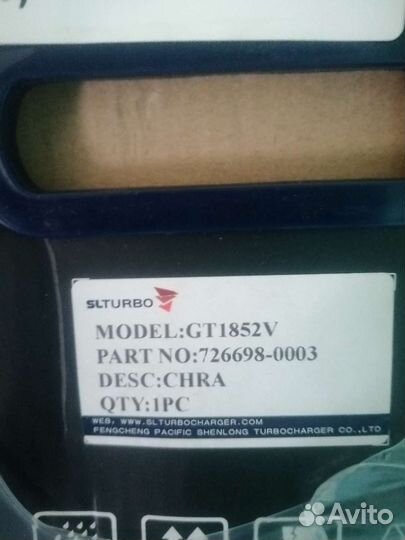 SLTURBO
MODEL:GT1852V
PART NO:726698-0003
DESC:CHRA
QTY:1PC
WEB, WWW.SLTURBOCHARGER.COM
FENGCHENG PACIFIC SHENLONG TURBOCHARGER CO.,LTD
Avito